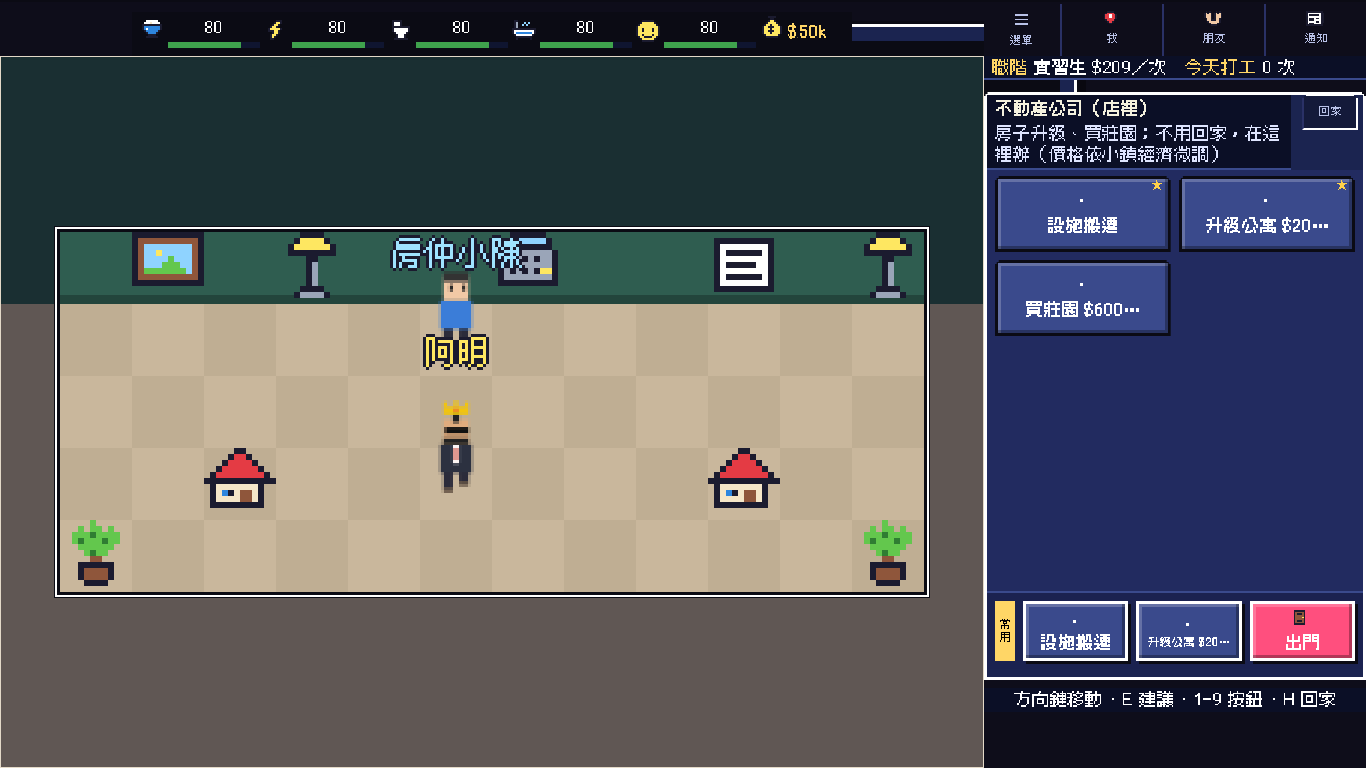 80
80
80
80
80
$50k
選單
我
朋友
通知
職階 實習生 $209／次 今天打工 0 次
不動產公司（店裡）
房子升級、買莊園；不用回家，在這
裡辦（價格依小鎮經濟微調）
回家
設施搬遷
升級公寓 $20…
買莊園 $600…
房仲小陳
阿明
常用
設施搬遷
升級公寓 $20…
出門
方向鍵移動 · E 建議 · 1-9 按鈕 · H 回家